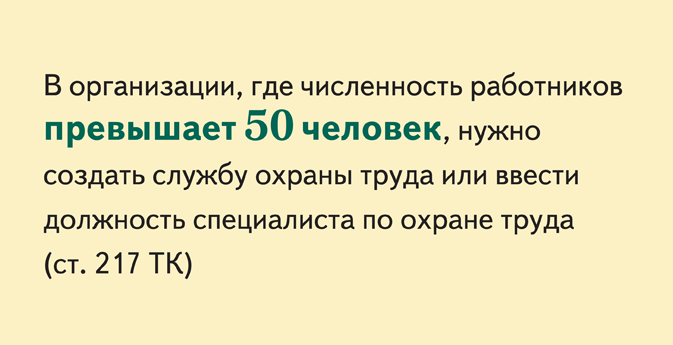 В организации, где численность работников
превышает 50 человек, нужно
создать службу охраны труда или ввести
должность специалиста по охране труда
(ст. 217 ТК)